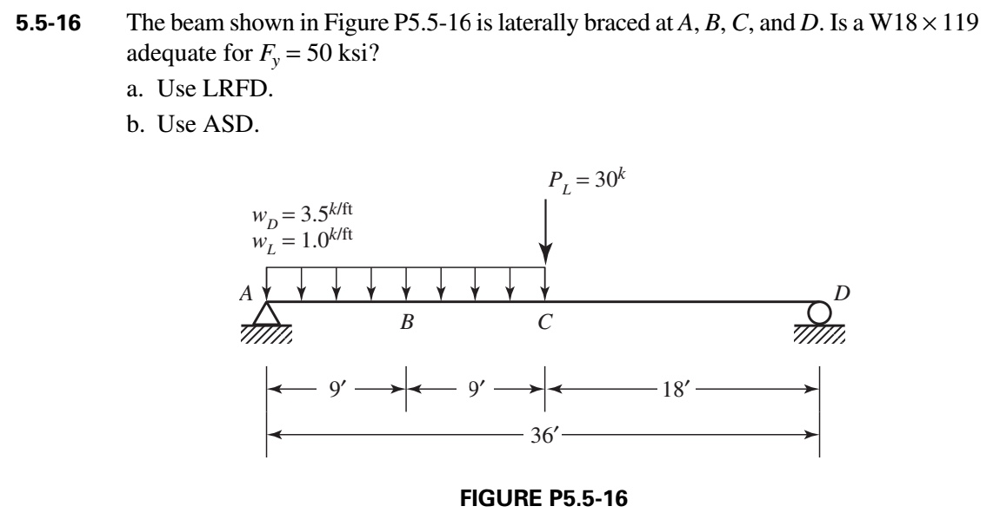 5.5-16 The beam shown in Figure P5.5-16 is laterally braced at A, B, C, and D. Is a W18 × 119
adequate for Fy = 50 ksi?
a. Use LRFD.
b. Use ASD.
PL = 30k
wD = 3.5k/ft
wL = 1.0k/ft
A
D
B
C
9′
9′
18′
36′
FIGURE P5.5-16